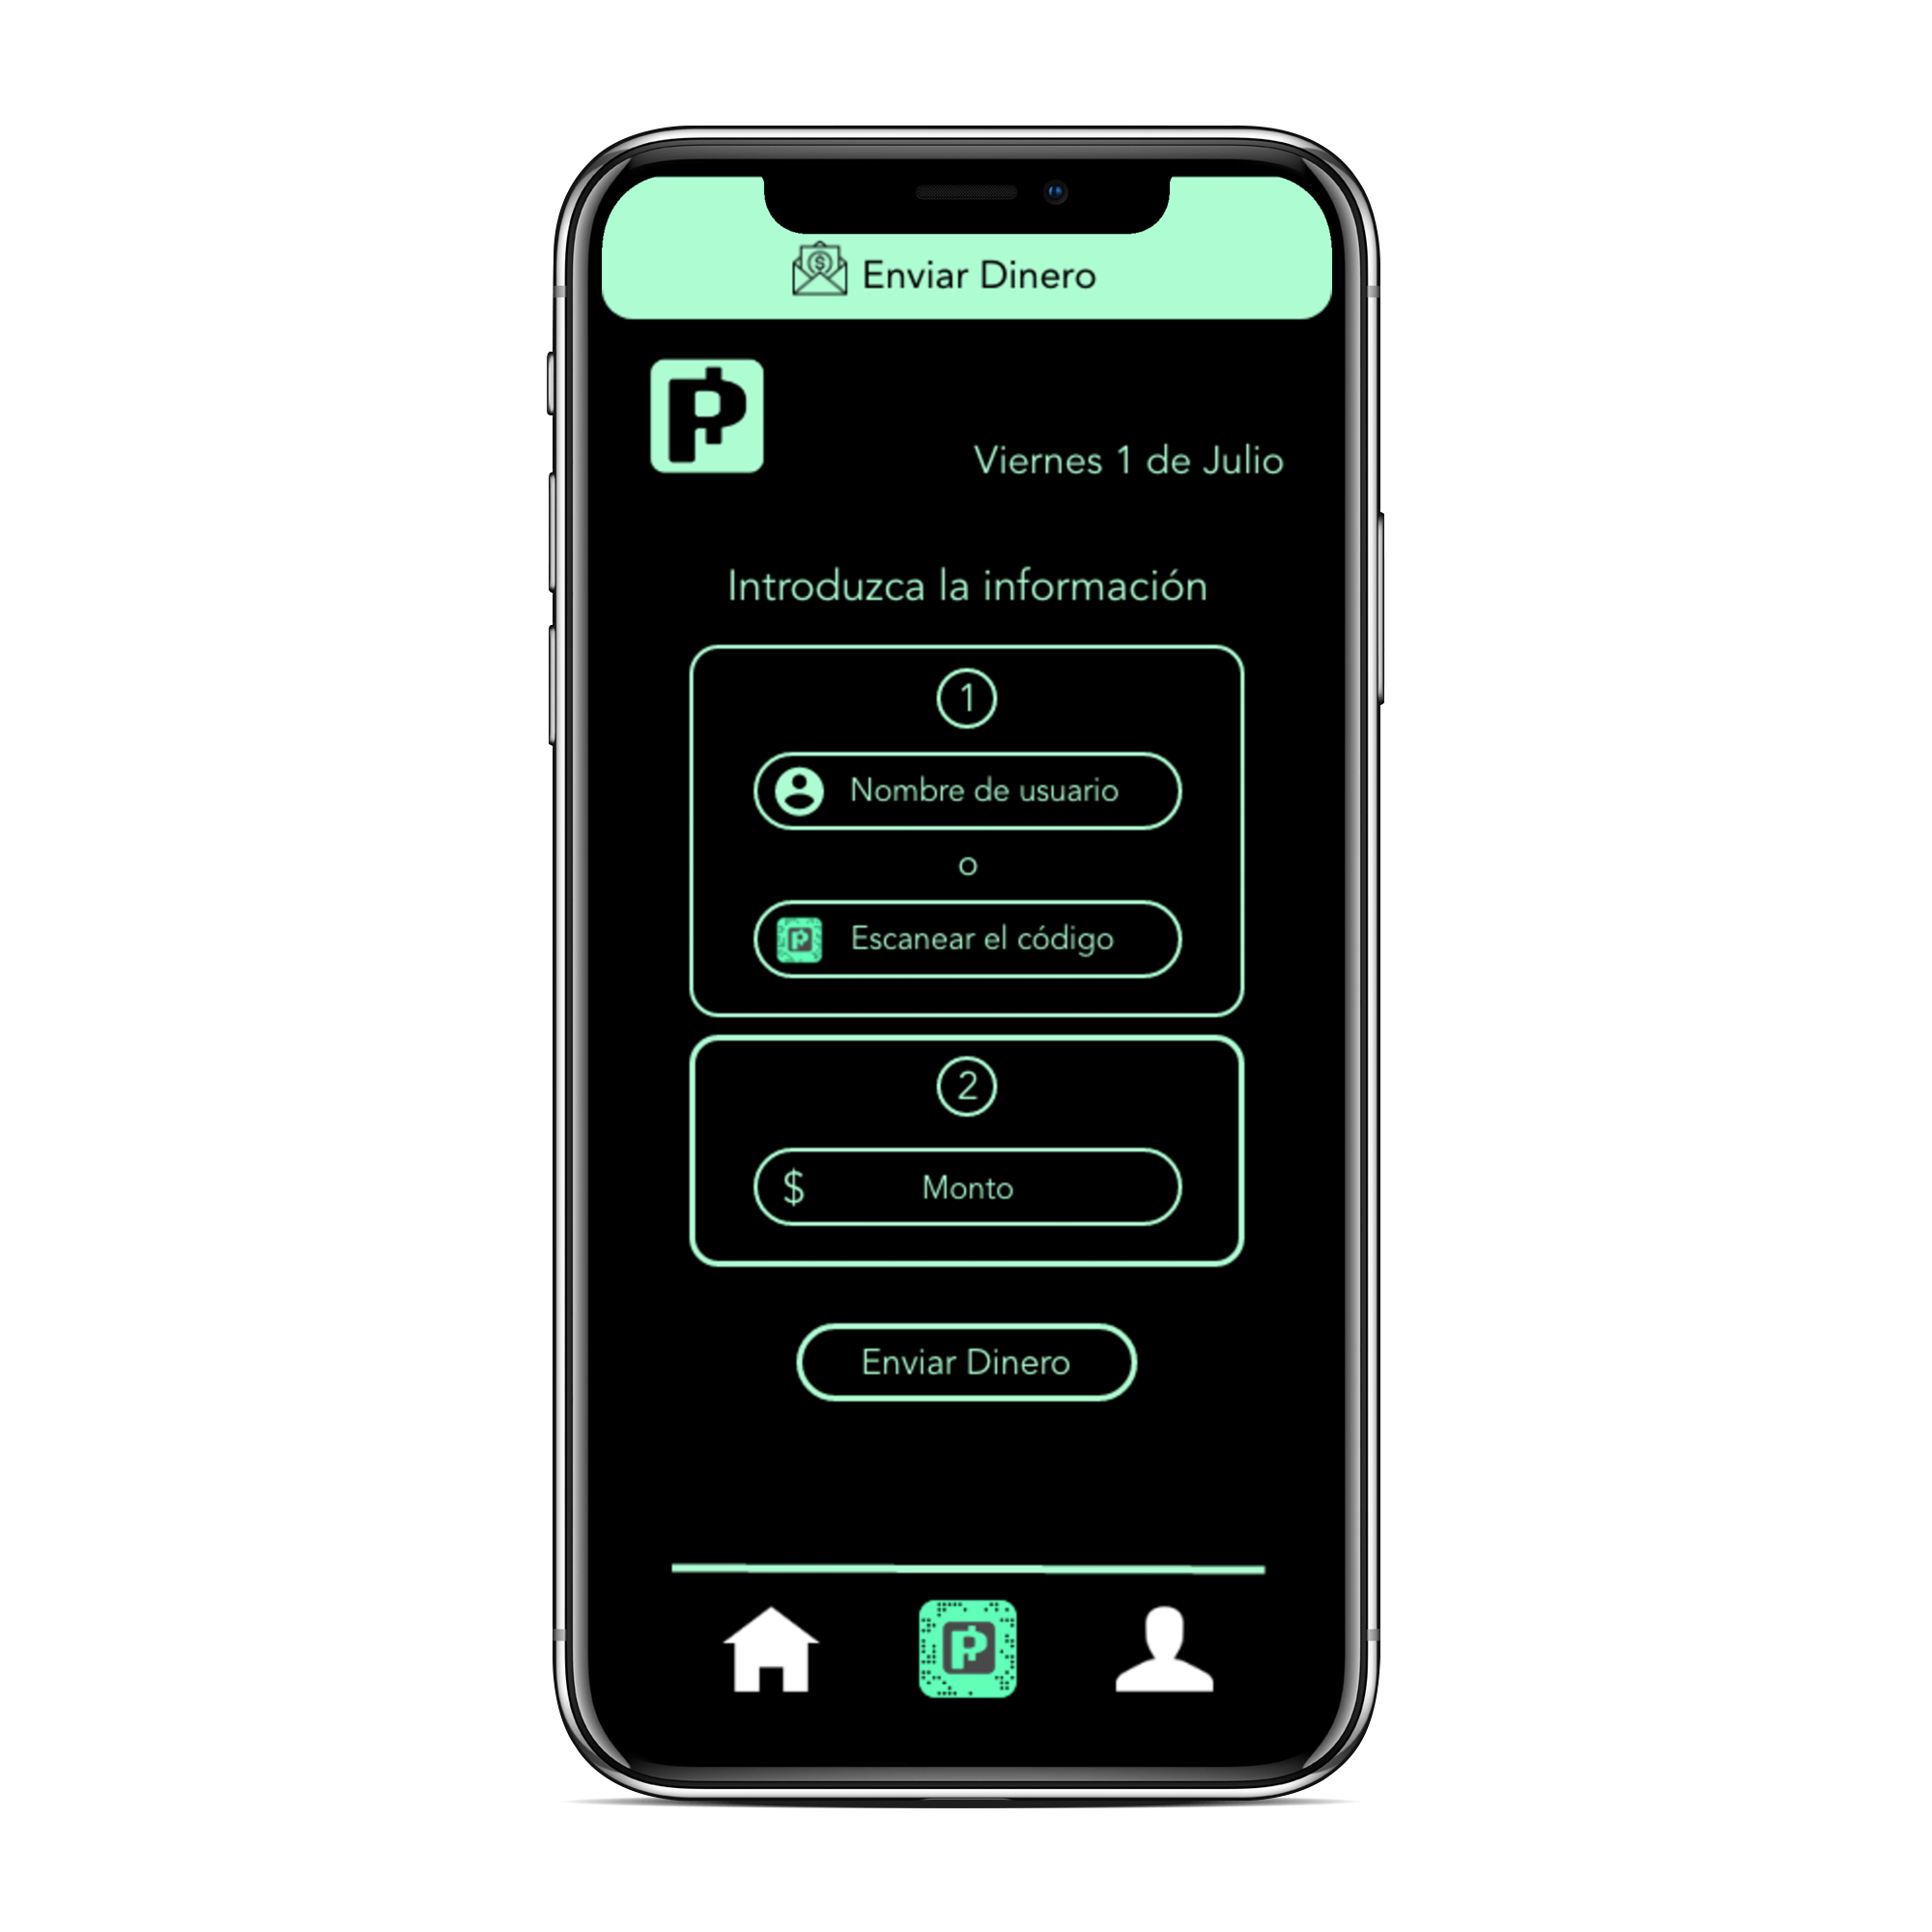 Enviar Dinero
P
Viernes 1 de Julio
Introduzca la información
1
Nombre de usuario
o
Escanear el código
2
$ Monto
Enviar Dinero